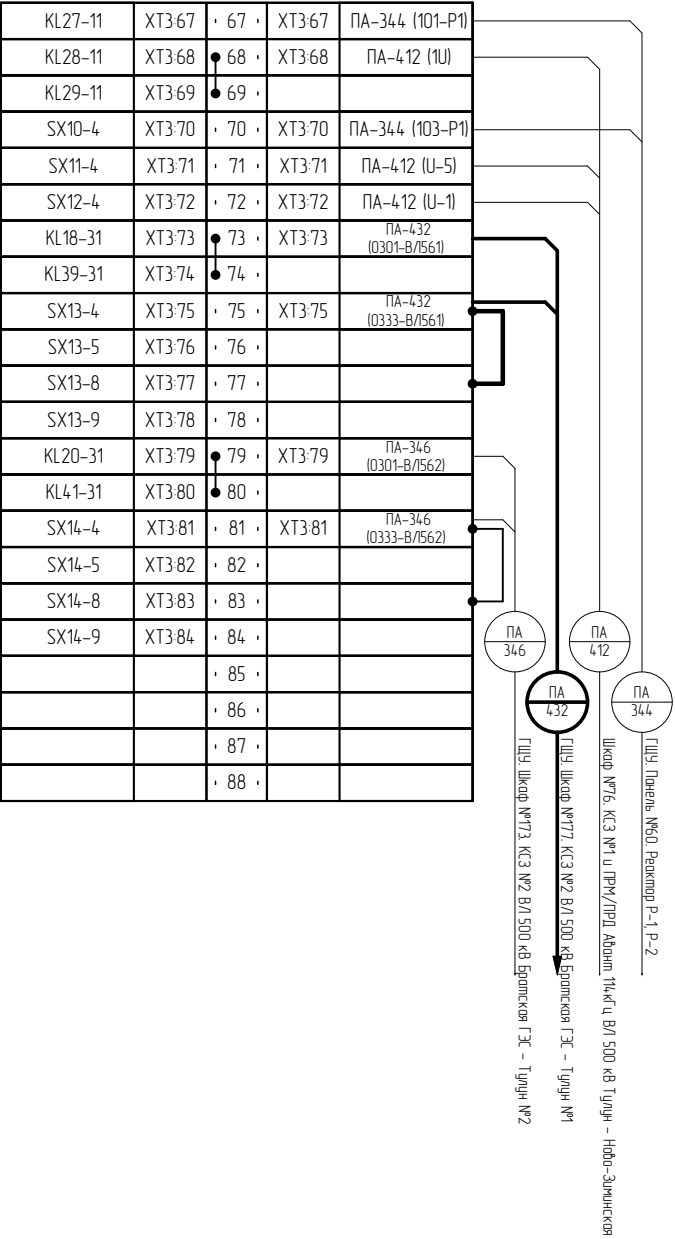 KL27-11 XT3:67 67 XT3:67 ПА-344 (101-Р1)
KL28-11 XT3:68 68 XT3:68 ПА-412 (1U)
KL29-11 XT3:69 69
SX10-4 XT3:70 70 XT3:70 ПА-344 (103-Р1)
SX11-4 XT3:71 71 XT3:71 ПА-412 (U-5)
SX12-4 XT3:72 72 XT3:72 ПА-412 (U-1)
KL18-31 XT3:73 73 XT3:73 ПА-432
(0301-ВЛ561)
KL39-31 XT3:74 74
SX13-4 XT3:75 75 XT3:75 ПА-432
(0333-ВЛ561)
SX13-5 XT3:76 76
SX13-8 XT3:77 77
SX13-9 XT3:78 78
KL20-31 XT3:79 79 XT3:79 ПА-346
(0301-ВЛ562)
KL41-31 XT3:80 80
SX14-4 XT3:81 81 XT3:81 ПА-346
(0333-ВЛ562)
SX14-5 XT3:82 82
SX14-8 XT3:83 83
SX14-9 XT3:84 84
85
86
87
88
ПА
346
ПА
412
ПА
432
ПА
344
ГЩУ. Панель №60. Реактор Р-1, Р-2
Шкаф №76. КСЗ №1 и ПРМ/ПРД Авант 114кГц ВЛ 500 кВ Тулун - Ново-Зиминская
ГЩУ. Шкаф №177. КСЗ №2 ВЛ 500 кВ Братская ГЭС - Тулун №1
ГЩУ. Шкаф №173. КСЗ №2 ВЛ 500 кВ Братская ГЭС - Тулун №2